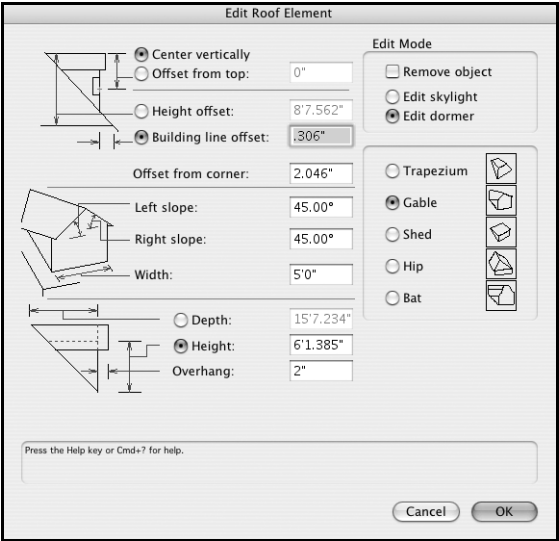 Edit Roof Element
Center vertically
Offset from top: 0"
Height offset: 8'7.562"
Building line offset: .306"
Offset from corner: 2.046"
Left slope: 45.00°
Right slope: 45.00°
Width: 5'0"
Depth: 15'7.234"
Height: 6'1.385"
Overhang: 2"
Edit Mode
Remove object
Edit skylight
Edit dormer
Trapezium
Gable
Shed
Hip
Bat
Press the Help key or Cmd+? for help.
Cancel OK